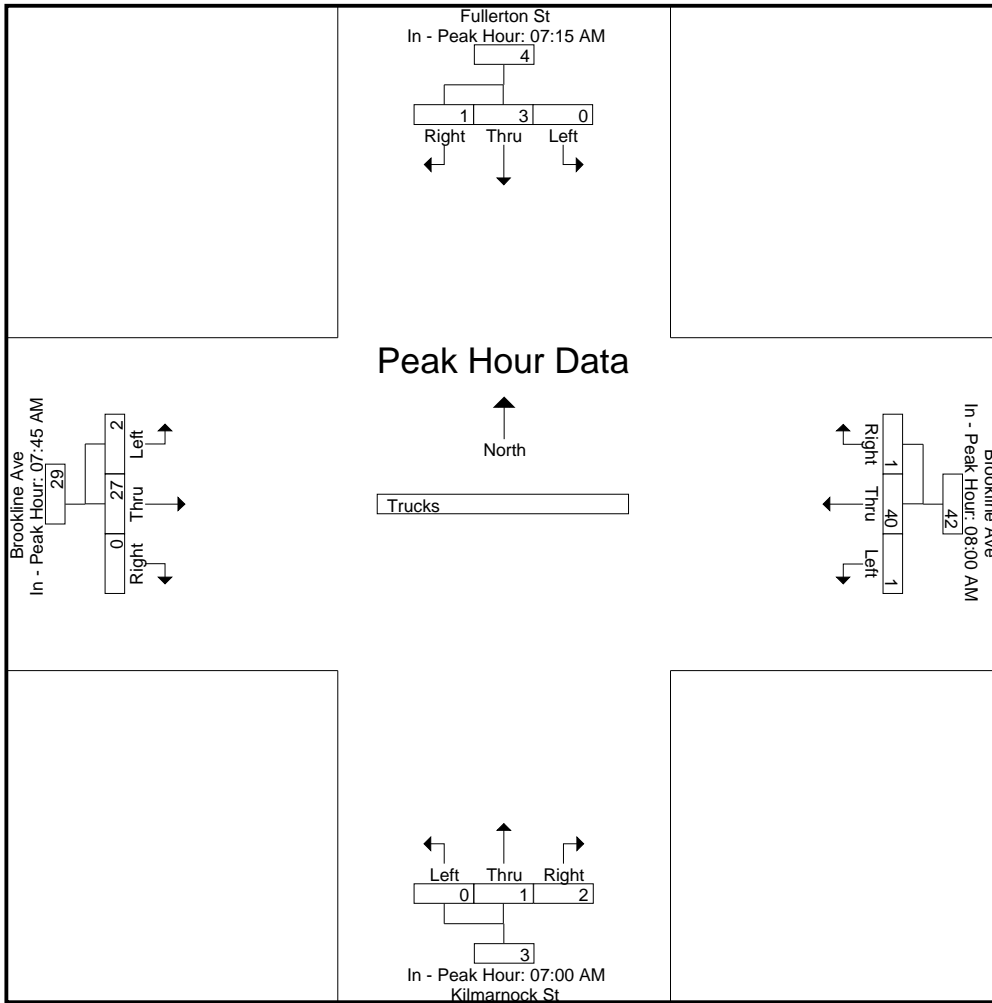 Fullerton St
In - Peak Hour: 07:15 AM
4
1 3 0
Right Thru Left
Peak Hour Data
North
Trucks
Brookline Ave
In - Peak Hour: 07:45 AM
29
2 27 0
Left Thru Right
Brookline Ave
In - Peak Hour: 08:00 AM
42
1 40 1
Right Thru Left
Left Thru Right
0 1 2
3
In - Peak Hour: 07:00 AM
Kilmarnock St